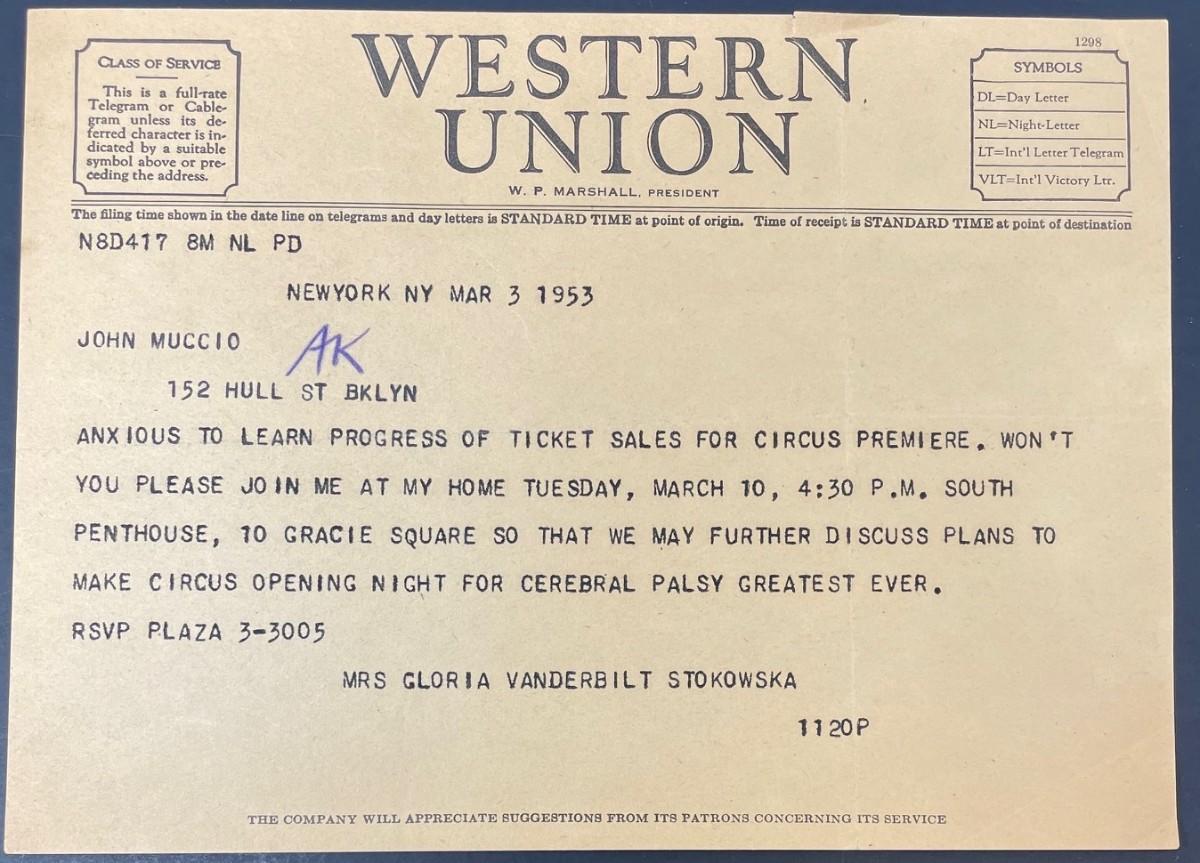 CLASS OF SERVICE
This is a full-rate
Telegram or Cable-
gram unless its de-
ferred character is in-
dicated by a suitable
symbol above or pre-
ceding the address.
WESTERN
UNION
W. P. MARSHALL, PRESIDENT
1298
SYMBOLS
DL=Day Letter
NL=Night-Letter
LT=Int'l Letter Telegram
VLT=Int'l Victory Ltr.
The filing time shown in the date line on telegrams and day letters is STANDARD TIME at point of origin. Time of receipt is STANDARD TIME at point of destination
N8D417 8M NL PD
NEWYORK NY MAR 3 1953
JOHN MUCCIO
AK
152 HULL ST BKLYN
ANXIOUS TO LEARN PROGRESS OF TICKET SALES FOR CIRCUS PREMIERE. WON'T
YOU PLEASE JOIN ME AT MY HOME TUESDAY, MARCH 10, 4:30 P.M. SOUTH
PENTHOUSE, 10 GRACIE SQUARE SO THAT WE MAY FURTHER DISCUSS PLANS TO
MAKE CIRCUS OPENING NIGHT FOR CEREBRAL PALSY GREATEST EVER.
RSVP PLAZA 3-3005
MRS GLORIA VANDERBILT STOKOWSKA
1120P
THE COMPANY WILL APPRECIATE SUGGESTIONS FROM ITS PATRONS CONCERNING ITS SERVICE